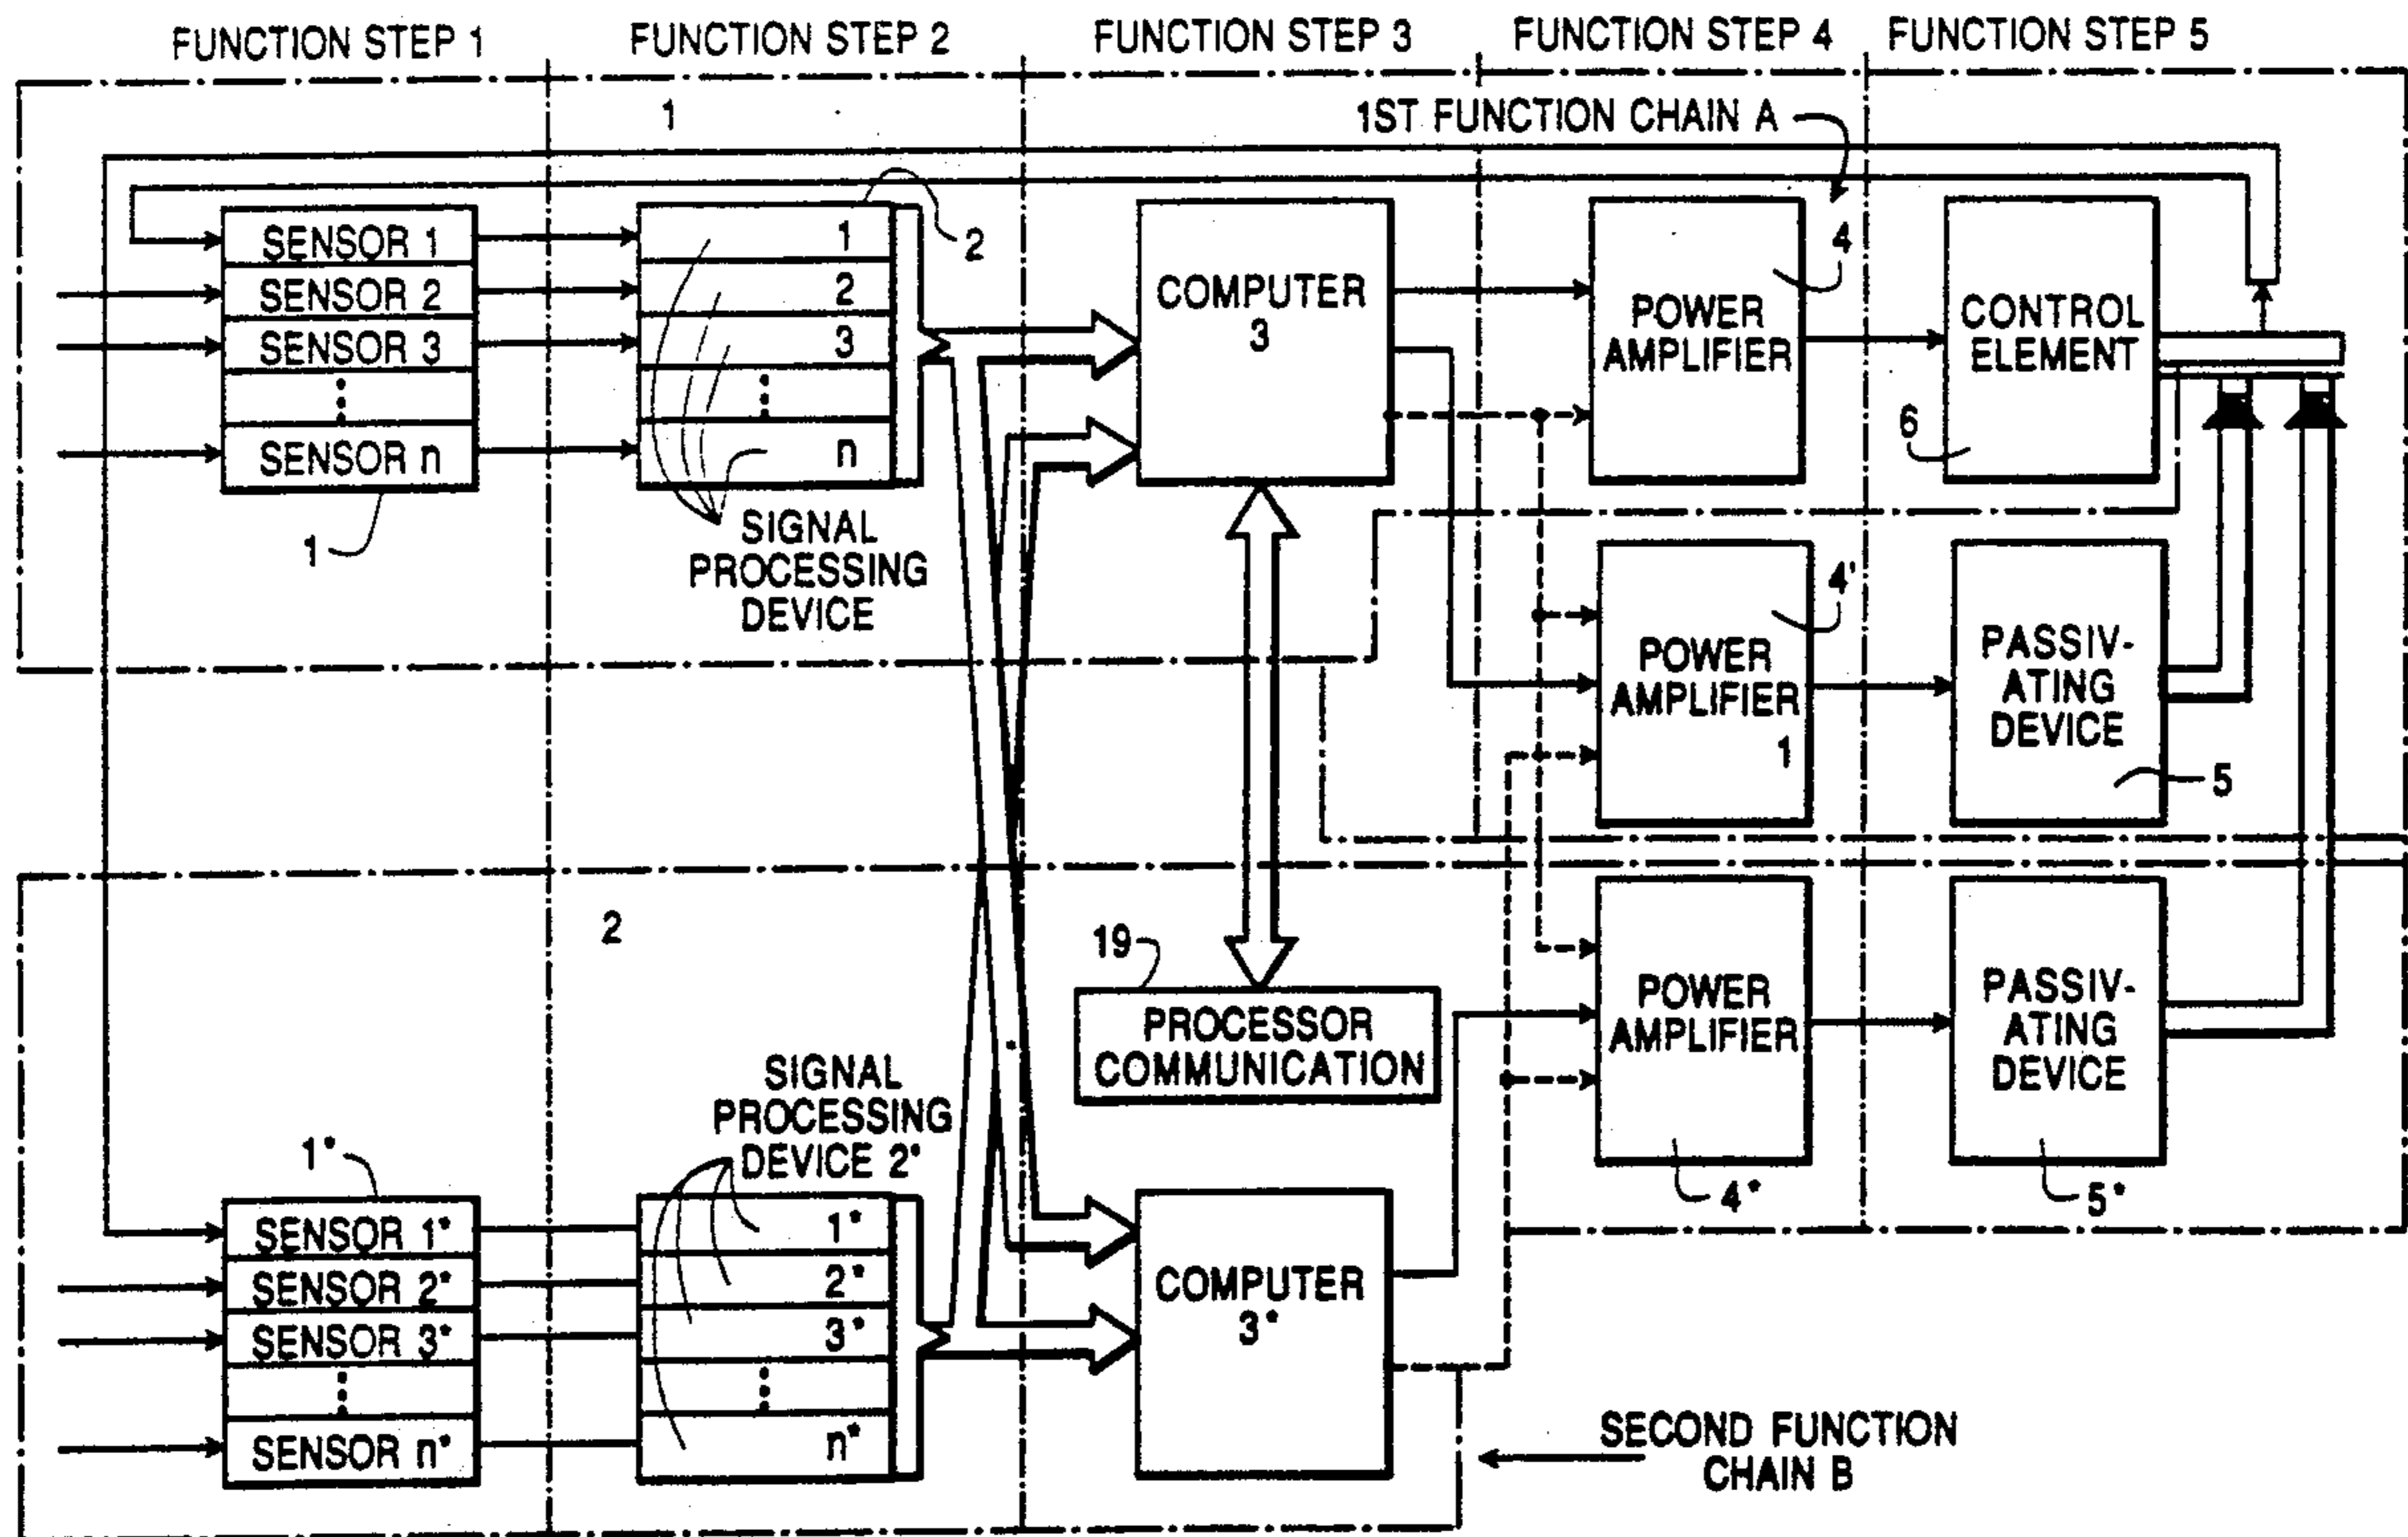 FUNCTION STEP 1
FUNCTION STEP 2
FUNCTION STEP 3
FUNCTION STEP 4
FUNCTION STEP 5
1
1ST FUNCTION CHAIN A
SENSOR 1
SENSOR 2
SENSOR 3
SENSOR n
1
1
2
3
n
2
SIGNAL
PROCESSING
DEVICE
COMPUTER
3
POWER
AMPLIFIER
4
CONTROL
ELEMENT
6
POWER
AMPLIFIER
1
4'
PASSIV-
ATING
DEVICE
5
2
19
PROCESSOR
COMMUNICATION
POWER
AMPLIFIER
4*
PASSIV-
ATING
DEVICE
5*
SIGNAL
PROCESSING
DEVICE 2*
1*
SENSOR 1*
SENSOR 2*
SENSOR 3*
SENSOR n*
1*
2*
3*
n*
COMPUTER
3*
SECOND FUNCTION
CHAIN B